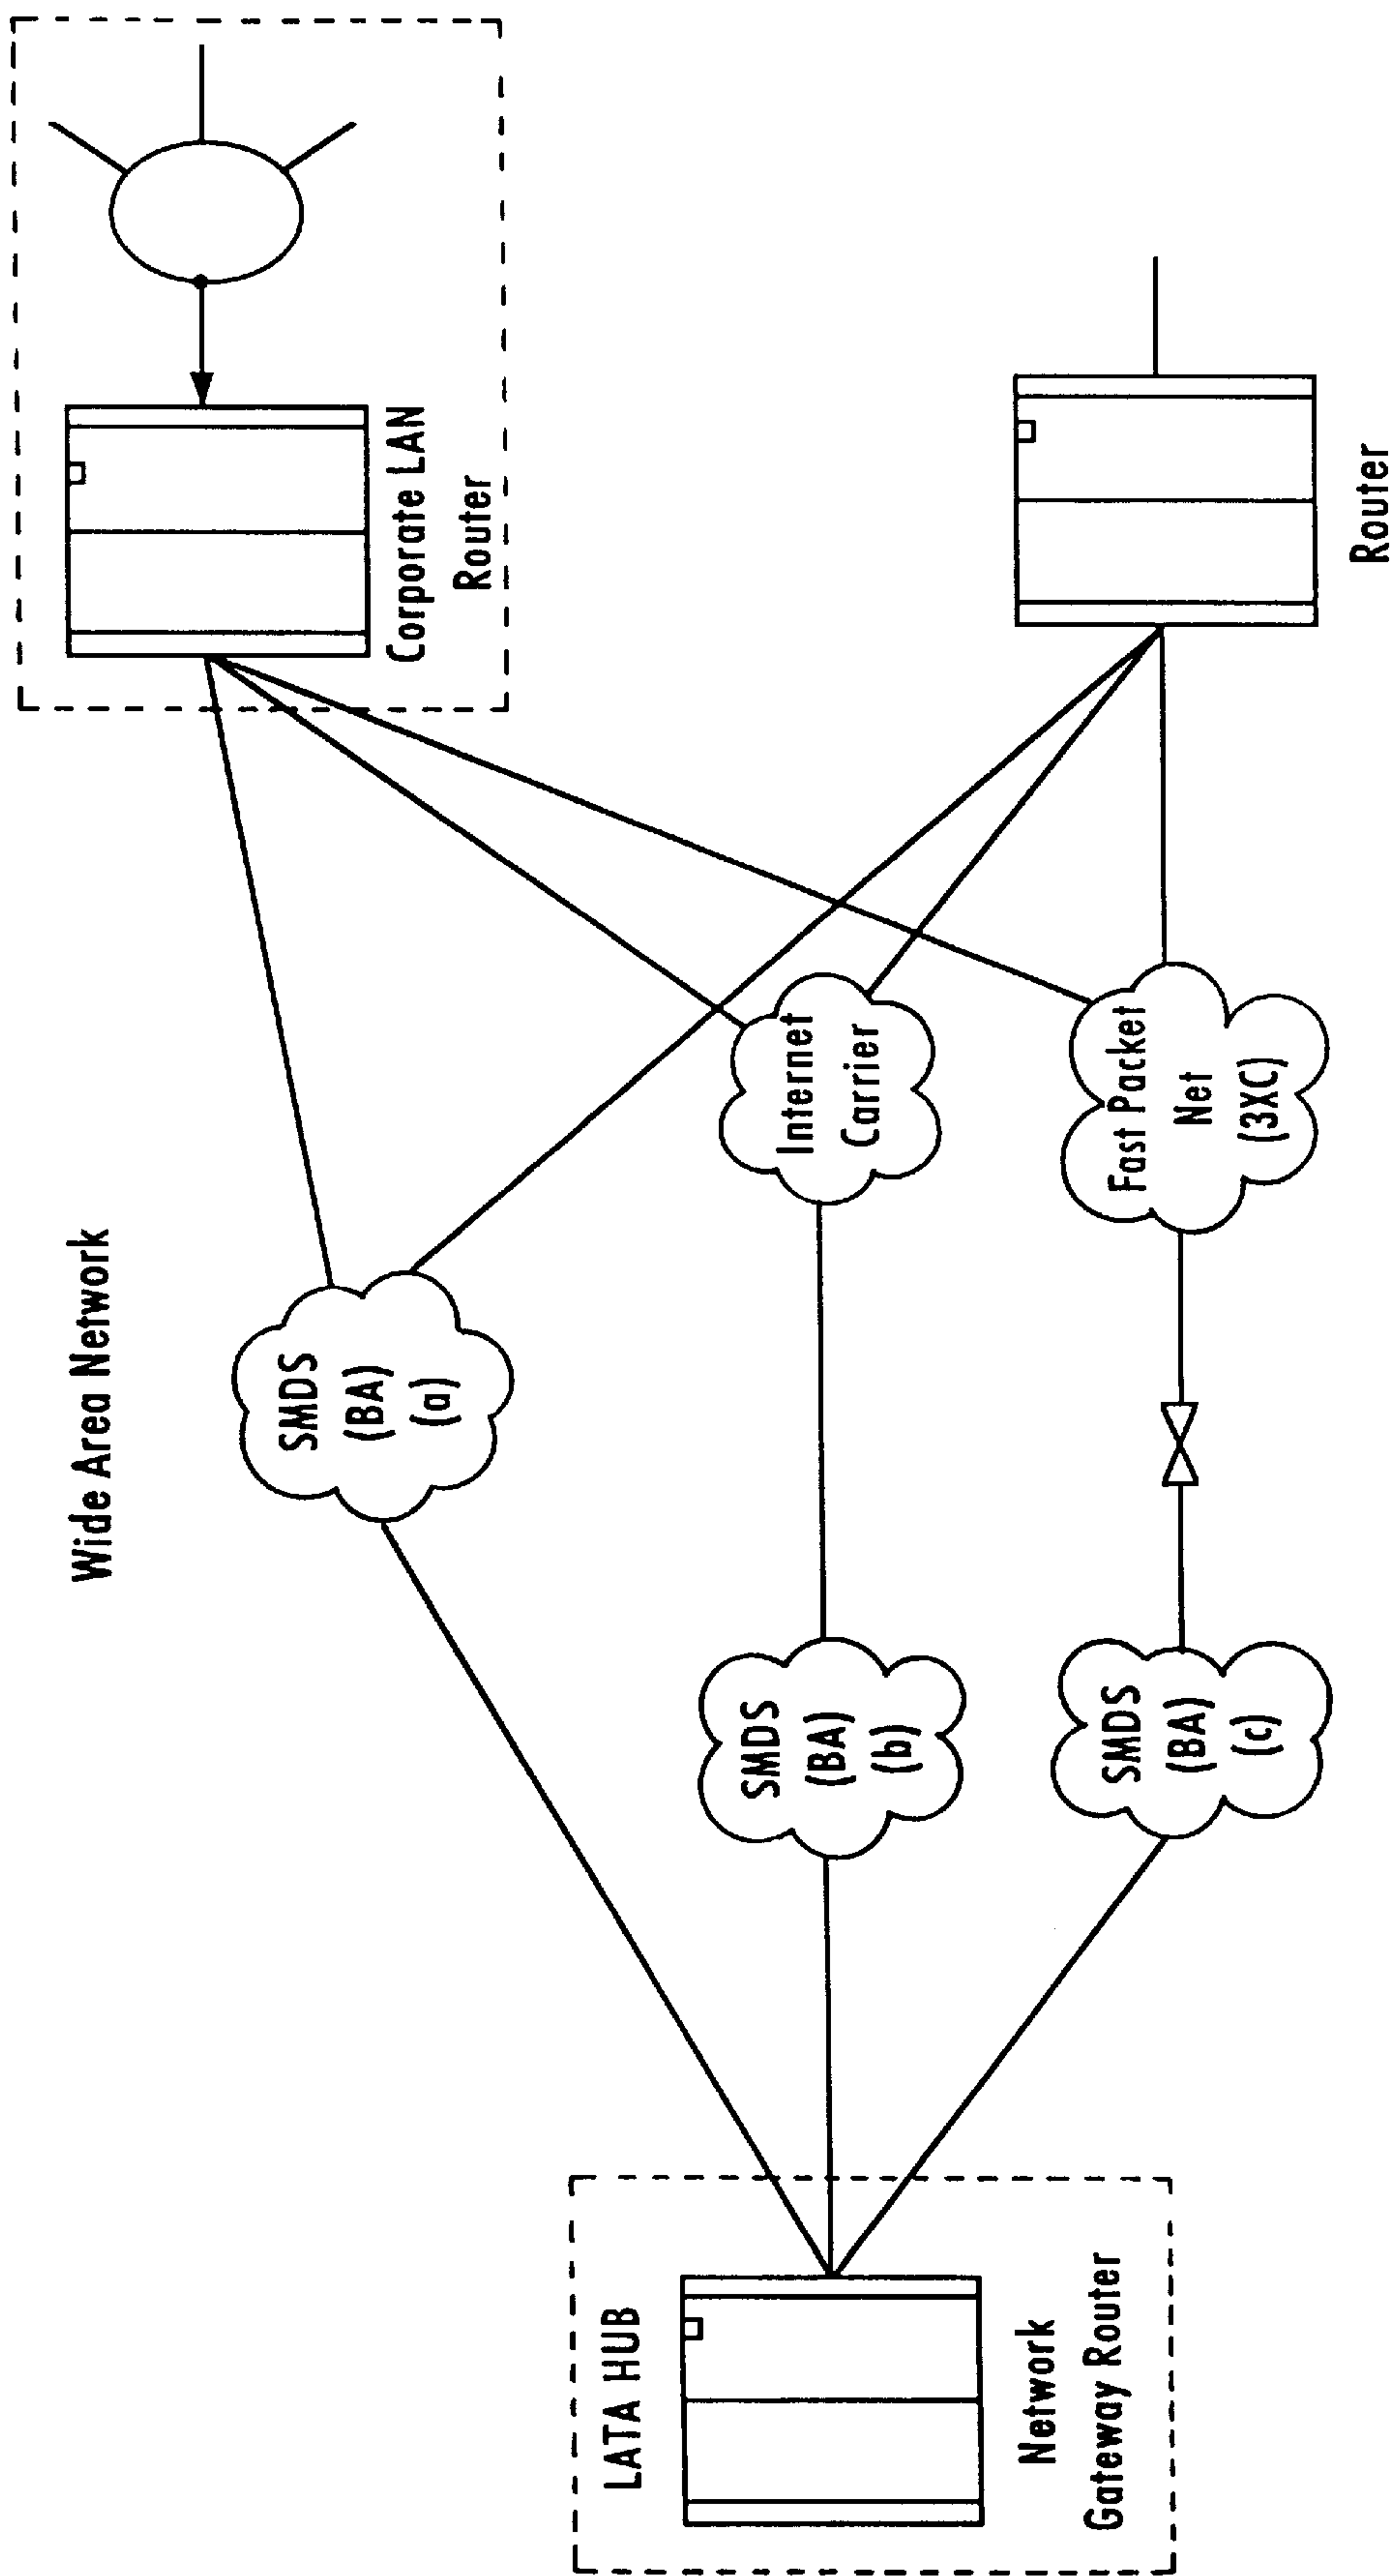 Wide Area Network
LATA HUB
Network
Gateway Router
SMDS
(BA)
(a)
SMDS
(BA)
(b)
SMDS
(BA)
(c)
Internet
Carrier
Fast Packet
Net
(3XC)
Corporate LAN
Router
Router